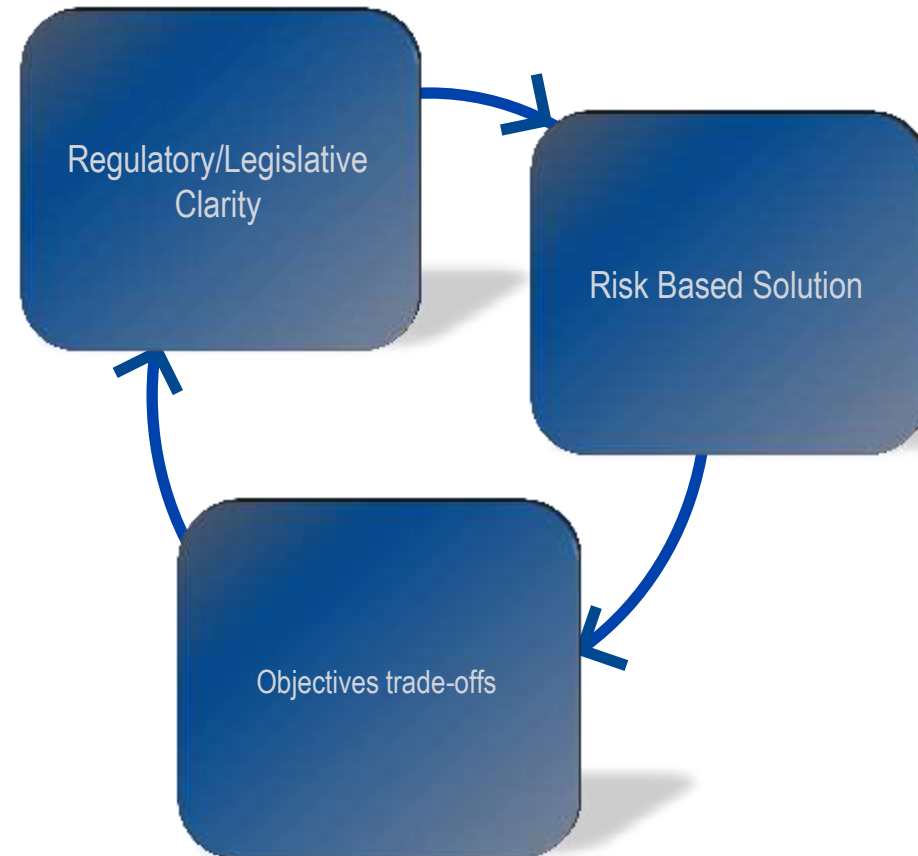 Regulatory/Legislative
Clarity
Risk Based Solution
Objectives trade-offs